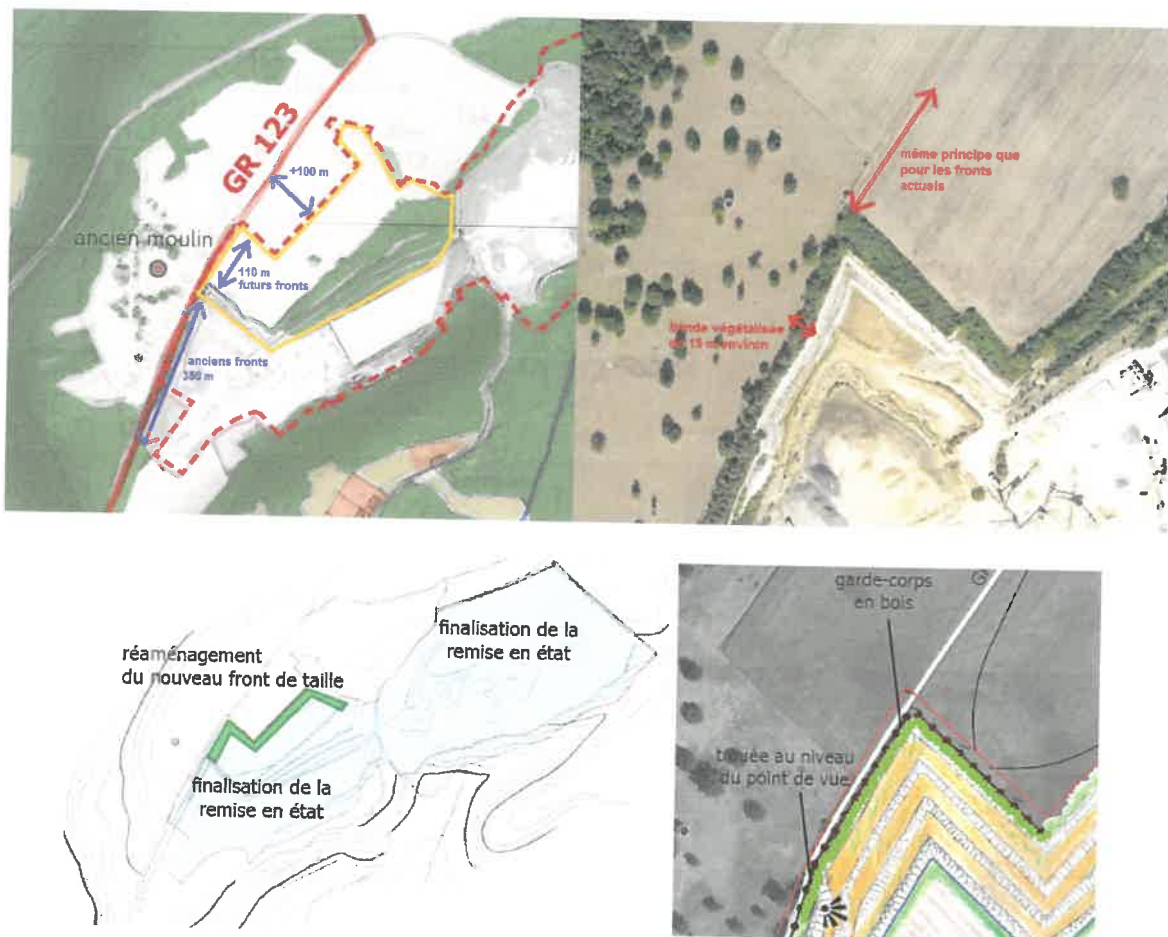 GR 123
+100 m
ancien moulin
110 m
futurs fronts
anciens fronts
350 m
même principe que
pour les fronts
actuels
bande végétalisée
de 15 m environ
réaménagement
du nouveau front de taille
finalisation de la
remise en état
finalisation de la
remise en état
garde-corps
en bois
trouée au niveau
du point de vue